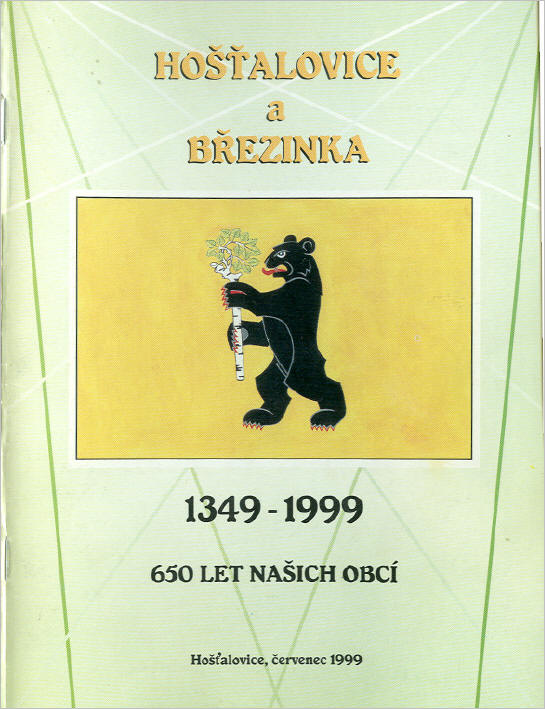 HOŠŤALOVICE
a
BŘEZINKA
1349 - 1999
650 LET NAŠICH OBCÍ
Hošťalovice, červenec 1999